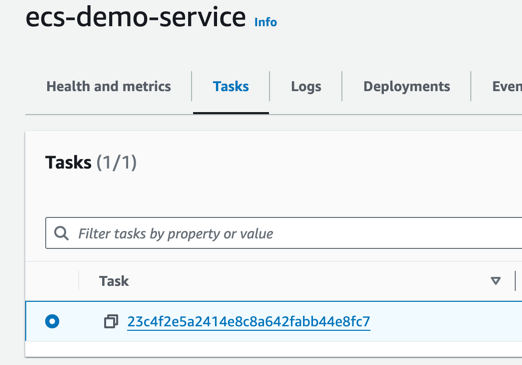 ecs-demo-service Info
Health and metrics Tasks Logs Deployments Even
Tasks (1/1)
Filter tasks by property or value
Task
23c4f2e5a2414e8c8a642fabb44e8fc7